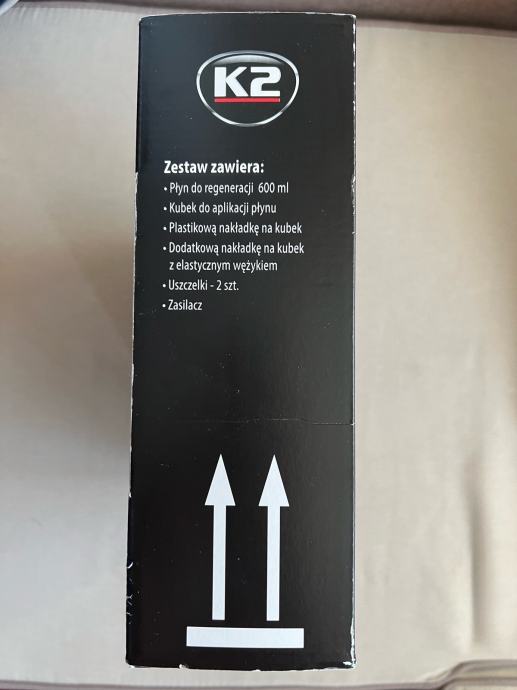 K2
Zestaw zawiera:
• Płyn do regeneracji 600 ml
• Kubek do aplikacji płynu
• Plastikową nakładkę na kubek
• Dodatkową nakładkę na kubek
z elastycznym wężykiem
• Uszczelki - 2 szt.
• Zasilacz